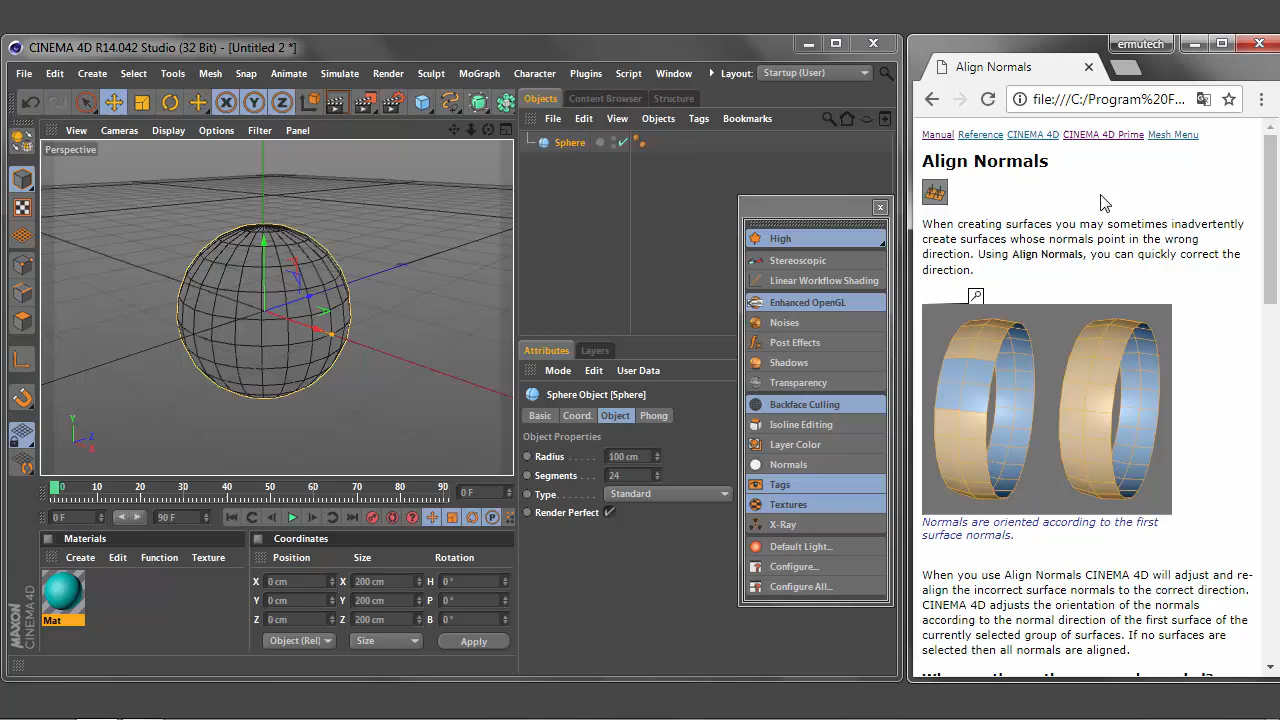 CINEMA 4D R14.042 Studio (32 Bit) - [Untitled 2 *]
File Edit Create Select Tools Mesh Snap Animate Simulate Render Sculpt MoGraph Character Plugins Script Window Layout: Startup (User)
X Y Z
View Cameras Display Options Filter Panel
Perspective
Y
Z
X
0 10 20 30 40 50 60 70 80 90 0 F
0 F 90 F
P
Materials
Create Edit Function Texture
Mat
MAXON
CINEMA 4D
Coordinates
Position Size Rotation
X 0 cm X 200 cm H 0 °
Y 0 cm Y 200 cm P 0 °
Z 0 cm Z 200 cm B 0 °
Object (Rel) Size Apply
Objects Content Browser Structure
File Edit View Objects Tags Bookmarks
Sphere
Attributes Layers
Mode Edit User Data
Sphere Object [Sphere]
Basic Coord. Object Phong
Object Properties
Radius . . . . . 100 cm
Segments . . . 24
Type . . . . . . . Standard
Render Perfect
High
Stereoscopic
Linear Workflow Shading
Enhanced OpenGL
Noises
Post Effects
Shadows
Transparency
Backface Culling
Isoline Editing
Layer Color
Normals
Tags
Textures
X-Ray
Default Light...
Configure...
Configure All...
ermutech
Align Normals
file:///C:/Program%20F...
Manual Reference CINEMA 4D CINEMA 4D Prime Mesh Menu
Align Normals
When creating surfaces you may sometimes inadvertently
create surfaces whose normals point in the wrong
direction. Using Align Normals, you can quickly correct the
direction.
Normals are oriented according to the first
surface normals.
When you use Align Normals CINEMA 4D will adjust and re-
align the incorrect surface normals to the correct direction.
CINEMA 4D adjusts the orientation of the normals
according to the normal direction of the first surface of the
currently selected group of surfaces. If no surfaces are
selected then all normals are aligned.